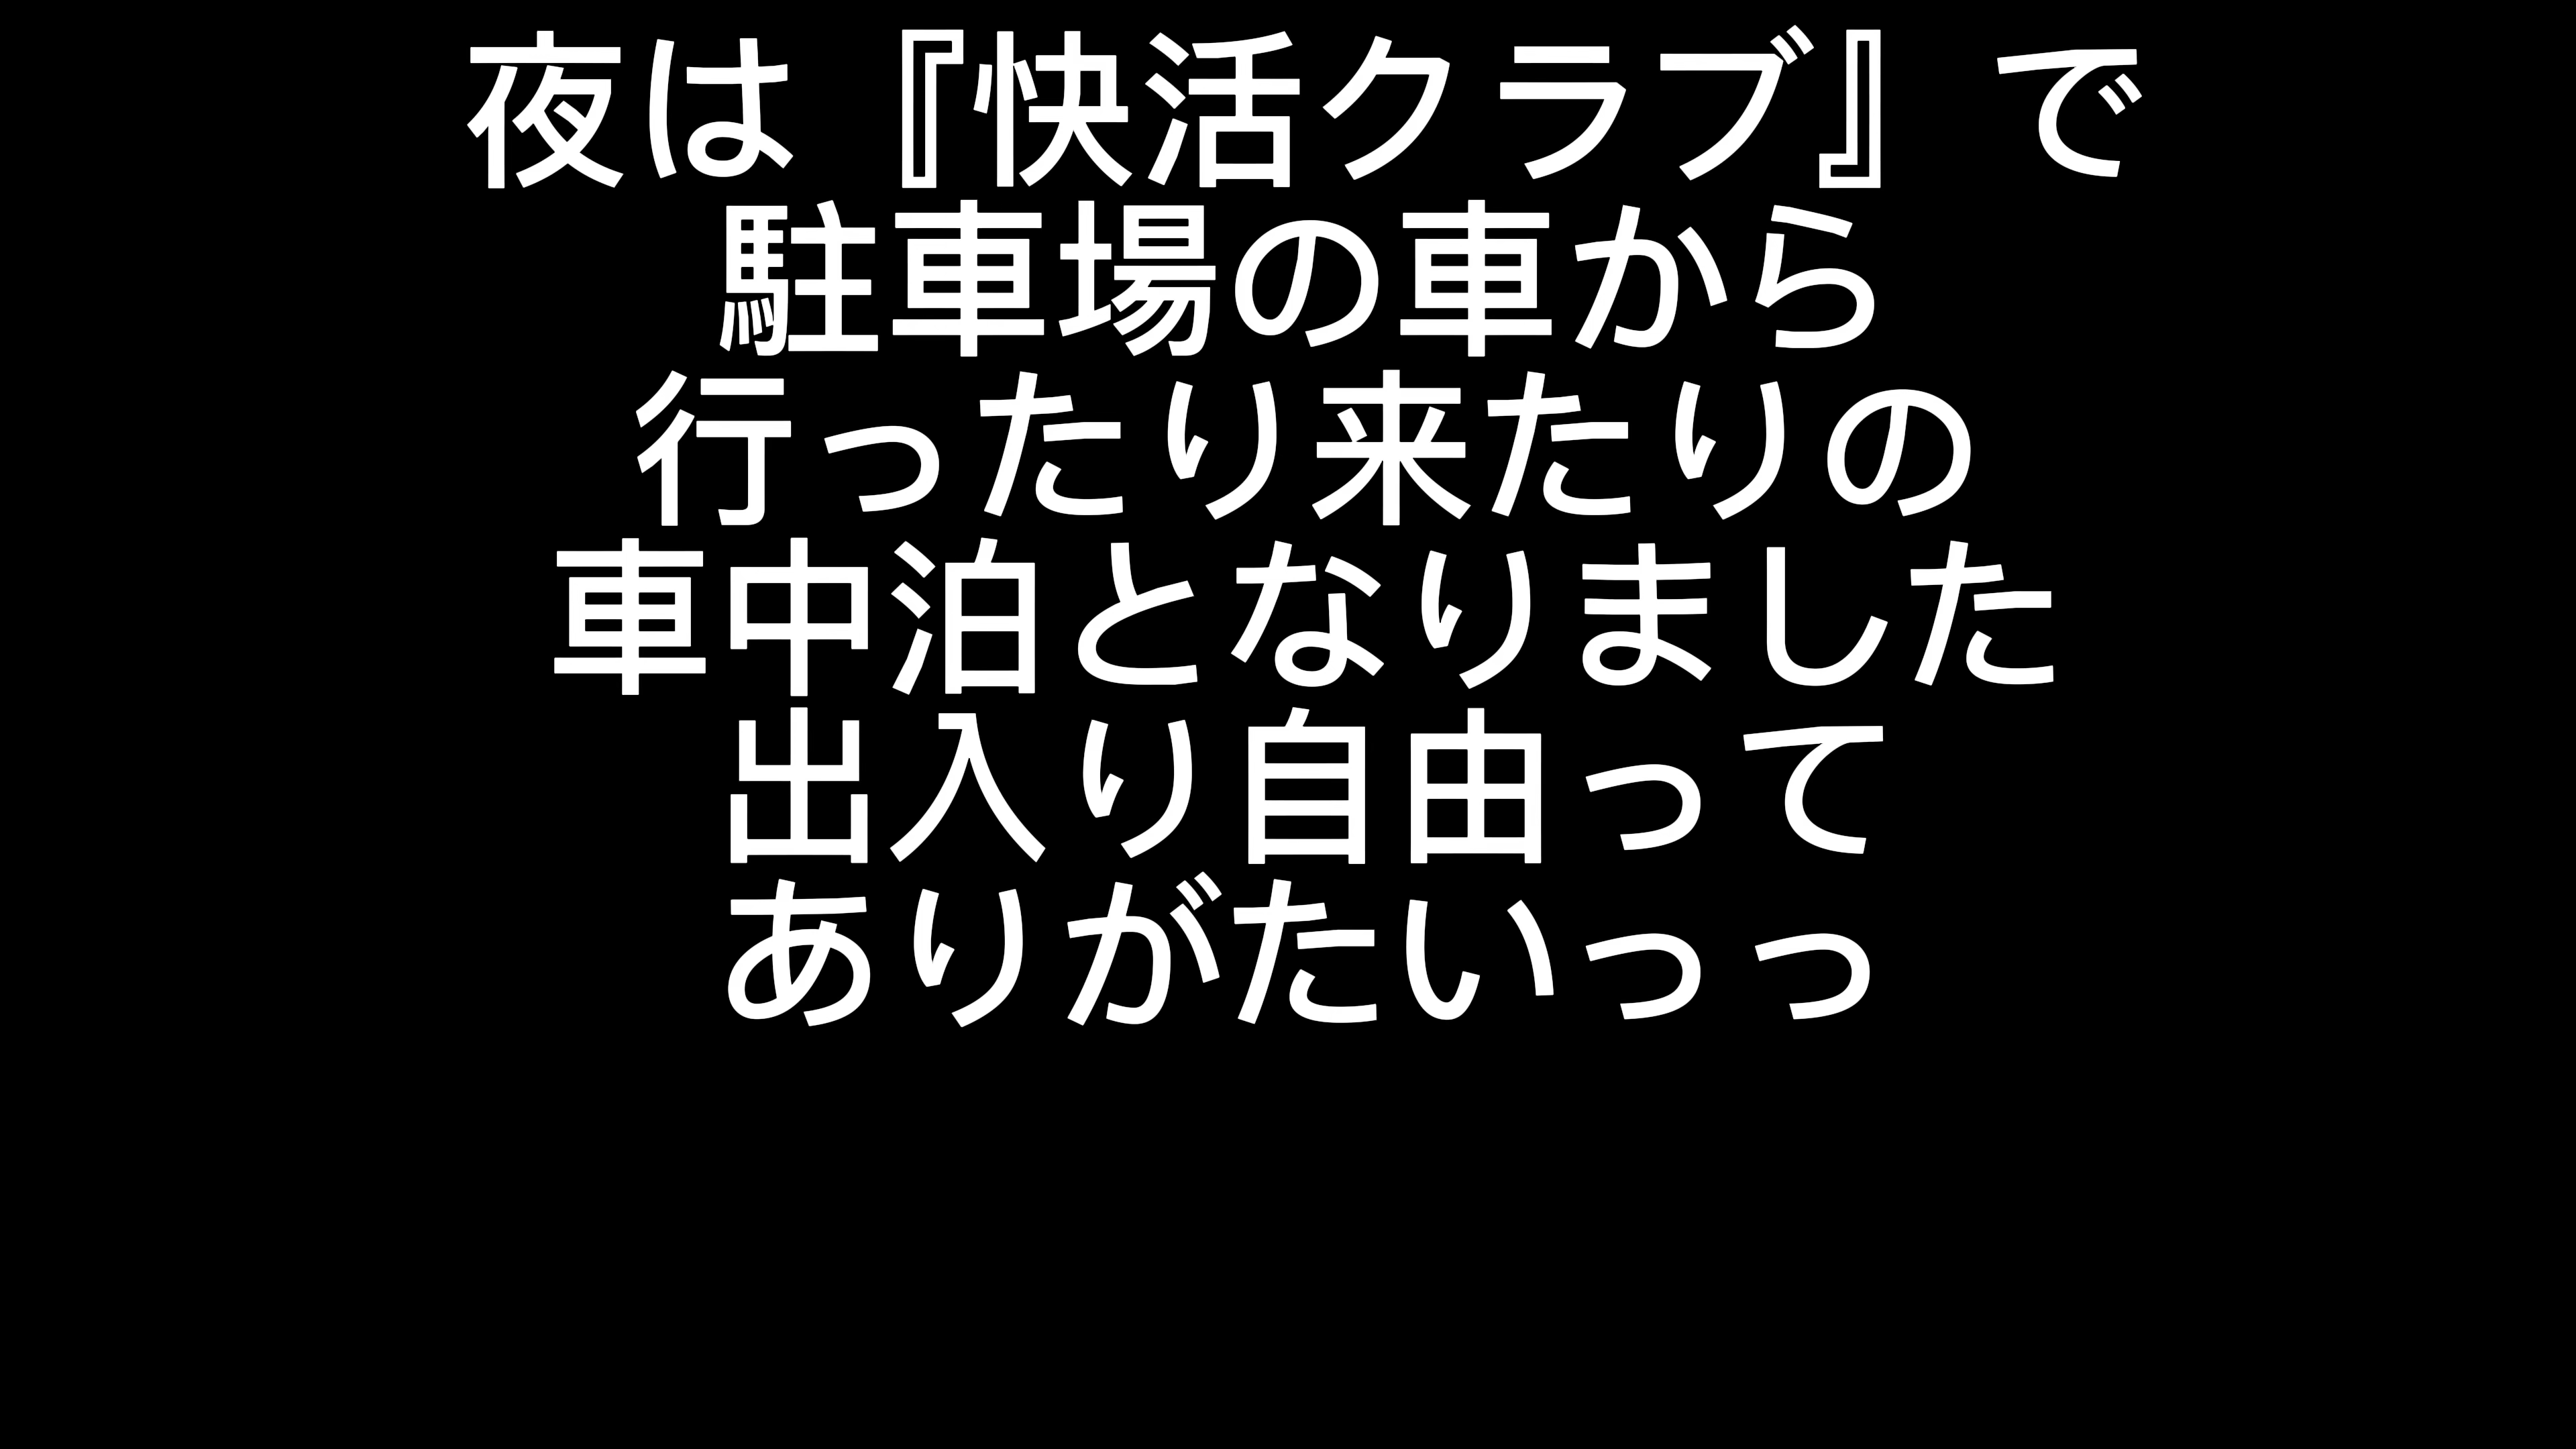 夜は『快活クラブ』で
駐車場の車から
行ったり来たりの
車中泊となりました
出入り自由って
ありがたいっっ